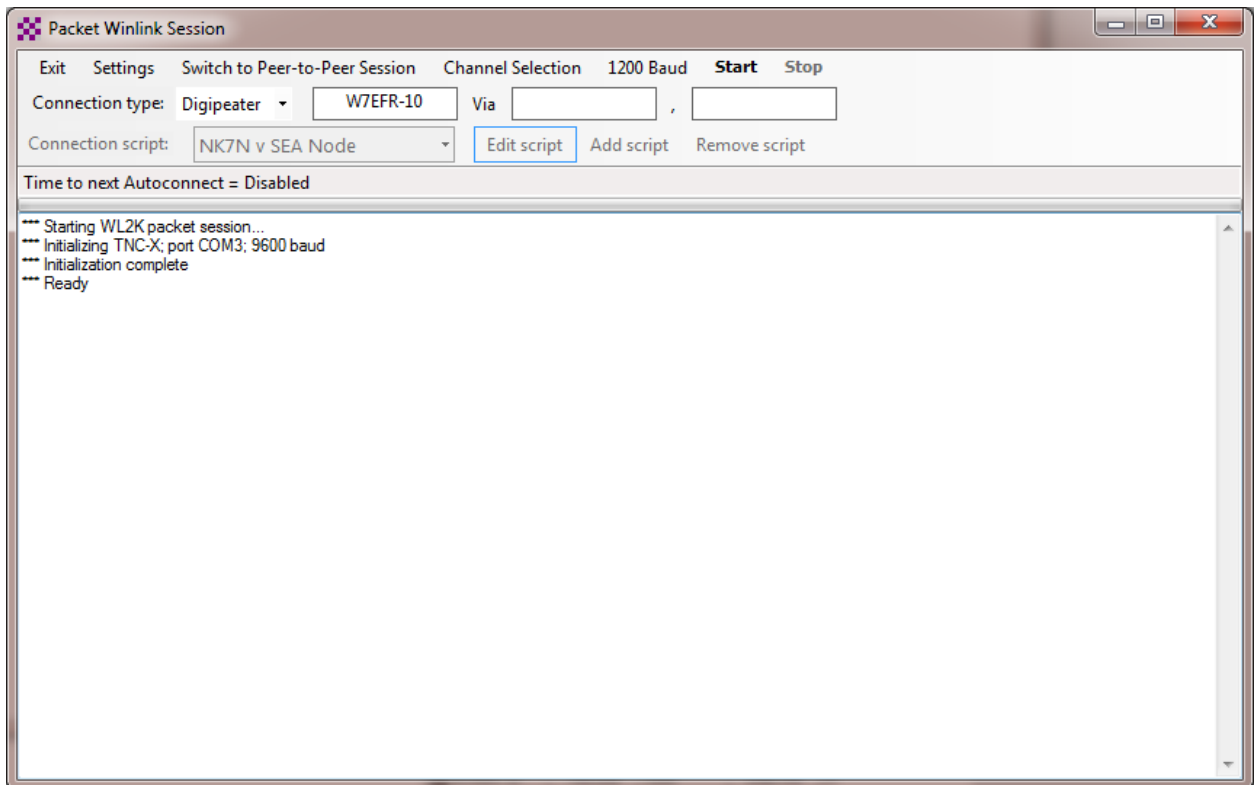 Packet Winlink Session
Exit Settings Switch to Peer-to-Peer Session Channel Selection 1200 Baud Start Stop
Connection type: Digipeater W7EFR-10 Via ,
Connection script: NK7N v SEA Node Edit script Add script Remove script
Time to next Autoconnect = Disabled
*** Starting WL2K packet session...
*** Initializing TNC-X; port COM3; 9600 baud
*** Initialization complete
*** Ready